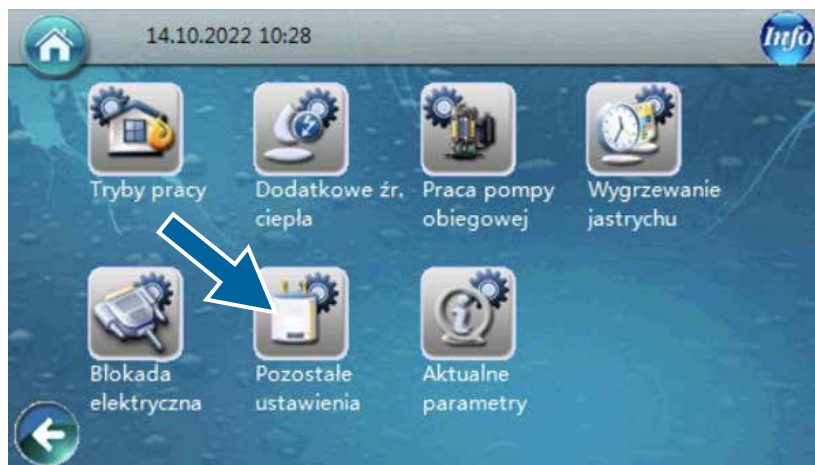 14.10.2022 10:28
Info
Tryby pracy
Dodatkowe źr.
ciepła
Praca pompy
obiegowej
Wygrzewanie
jastrychu
Blokada
elektryczna
Pozostałe
ustawienia
Aktualne
parametry